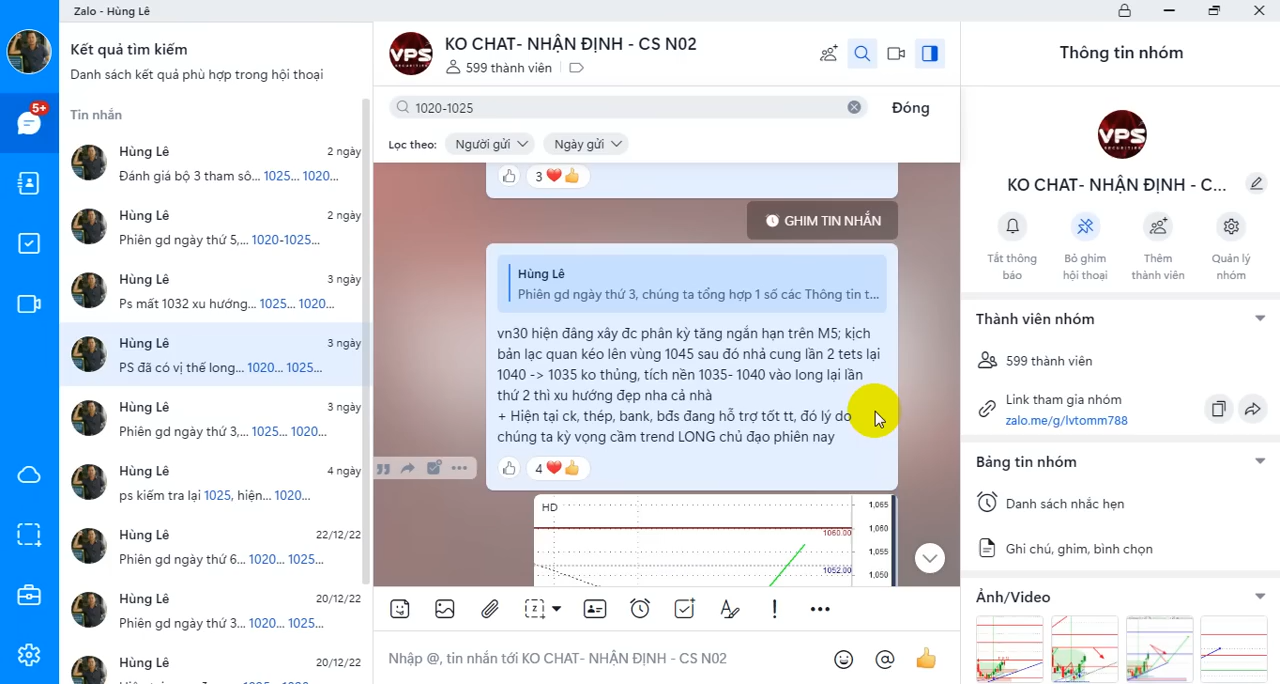 Zalo - Hùng Lê
5+
Kết quả tìm kiếm
Danh sách kết quả phù hợp trong hội thoại
Tin nhắn
Hùng Lê
2 ngày
Đánh giá bộ 3 tham sô... 1025... 1020...
Hùng Lê
2 ngày
Phiên gd ngày thứ 5,... 1020-1025...
Hùng Lê
3 ngày
Ps mất 1032 xu hướng... 1025... 1020...
Hùng Lê
3 ngày
PS đã có vị thế long... 1020... 1025...
Hùng Lê
3 ngày
Phiên gd ngày thứ 3,... 1025... 1020...
Hùng Lê
4 ngày
ps kiểm tra lại 1025, hiện... 1020...
Hùng Lê
22/12/22
Phiên gd ngày thứ 6... 1020... 1025...
Hùng Lê
20/12/22
Phiên gd ngày thứ 3... 1020... 1025...
Hùng Lê
20/12/22
VPS
KO CHAT- NHẬN ĐỊNH - CS N02
599 thành viên
1020-1025
Đóng
Lọc theo:
Người gửi
Ngày gửi
3
GHIM TIN NHẮN
Hùng Lê
Phiên gd ngày thứ 3, chúng ta tổng hợp 1 số các Thông tin t...
vn30 hiện đâng xây đc phân kỳ tăng ngắn hạn trên M5; kịch
bản lạc quan kéo lên vùng 1045 sau đó nhả cung lần 2 tets lại
1040 -> 1035 ko thủng, tích nền 1035- 1040 vào long lại lần
thứ 2 thì xu hướng đẹp nha cả nhà
+ Hiện tại ck, thép, bank, bđs đang hỗ trợ tốt tt, đó lý do
chúng ta kỳ vọng cầm trend LONG chủ đạo phiên nay
4
HD
1,065
1060.00
1,060
1,055
1052.00
1,050
Nhập @, tin nhắn tới KO CHAT- NHẬN ĐỊNH - CS N02
Thông tin nhóm
VPS
KO CHAT- NHẬN ĐỊNH - C...
Tắt thông
báo
Bỏ ghim
hội thoại
Thêm
thành viên
Quản lý
nhóm
Thành viên nhóm
599 thành viên
Link tham gia nhóm
zalo.me/g/lvtomm788
Bảng tin nhóm
Danh sách nhắc hẹn
Ghi chú, ghim, bình chọn
Ảnh/Video